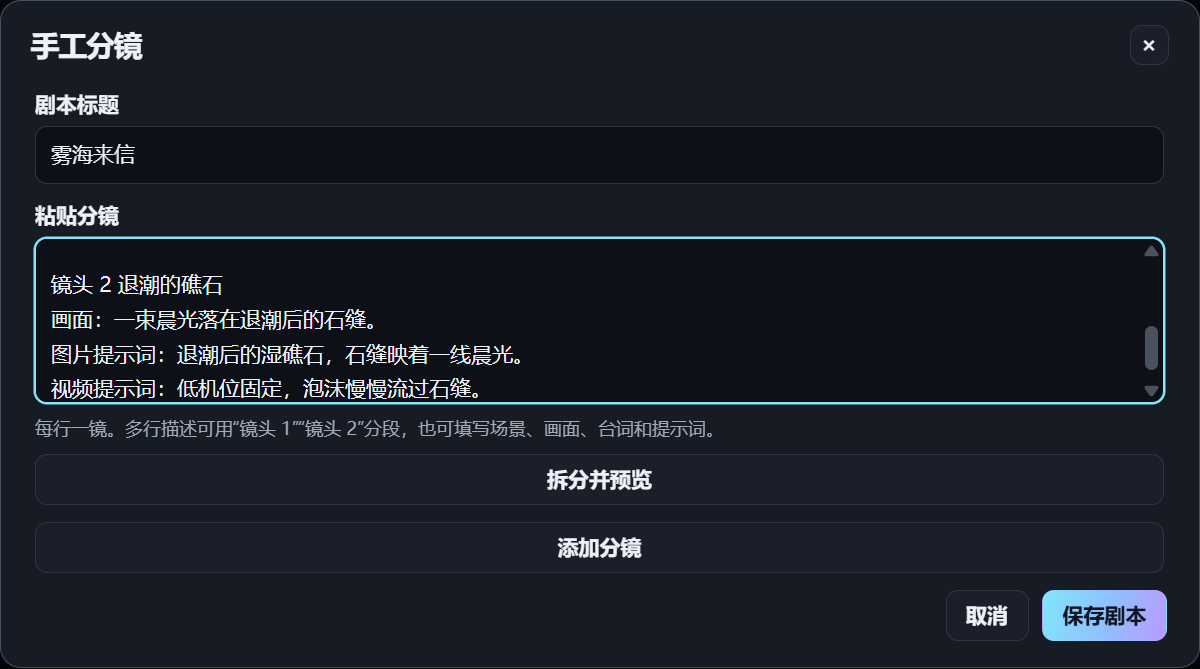 手工分镜
×
剧本标题
雾海来信
粘贴分镜
镜头 2 退潮的礁石
画面：一束晨光落在退潮后的石缝。
图片提示词：退潮后的湿礁石，石缝映着一线晨光。
视频提示词：低机位固定，泡沫慢慢流过石缝。
每行一镜。多行描述可用“镜头 1”“镜头 2”分段，也可填写场景、画面、台词和提示词。
拆分并预览
添加分镜
取消
保存剧本